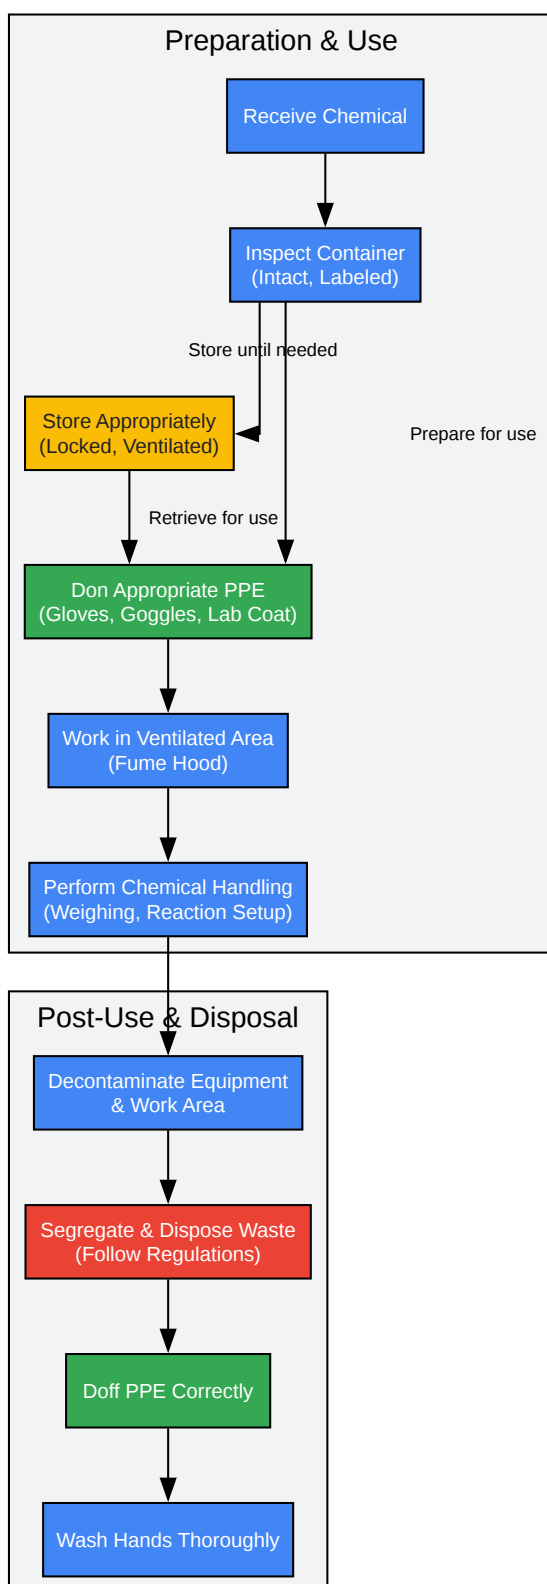 Preparation & Use
Receive Chemical
Inspect Container
(Intact, Labeled)
Store until needed
Store Appropriately
(Locked, Ventilated)
Prepare for use
Retrieve for use
Don Appropriate PPE
(Gloves, Goggles, Lab Coat)
Work in Ventilated Area
(Fume Hood)
Perform Chemical Handling
(Weighing, Reaction Setup)
Post-Use & Disposal
Decontaminate Equipment
& Work Area
Segregate & Dispose Waste
(Follow Regulations)
Doff PPE Correctly
Wash Hands Thoroughly